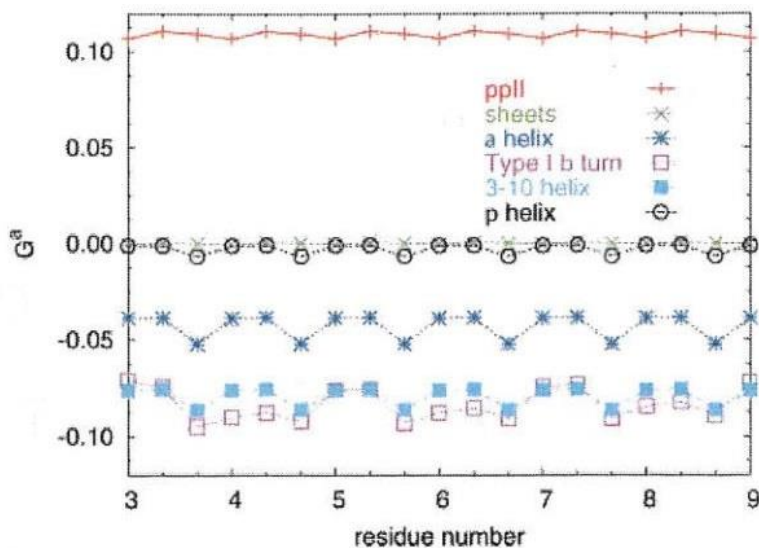 0.10
0.05
0.00
-0.05
-0.10
G^a
ppII
sheets
a helix
Type I b turn
3-10 helix
p helix
3 4 5 6 7 8 9
residue number